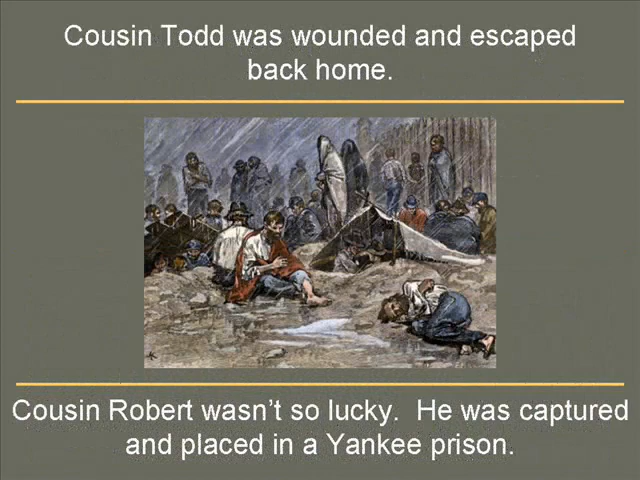 Cousin Todd was wounded and escaped
back home.
Cousin Robert wasn't so lucky.  He was captured
and placed in a Yankee prison.